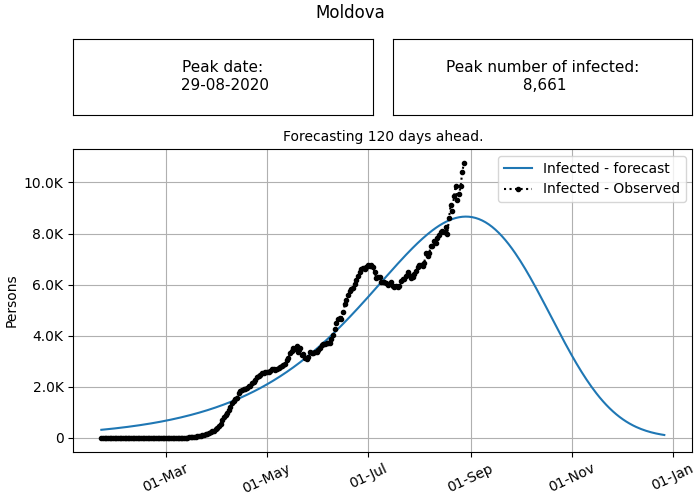 Moldova
Peak date:
29-08-2020
Peak number of infected:
8,661
Forecasting 120 days ahead.
Infected - forecast
Infected - Observed
Persons
10.0K
8.0K
6.0K
4.0K
2.0K
0
01-Mar
01-May
01-Jul
01-Sep
01-Nov
01-Jan